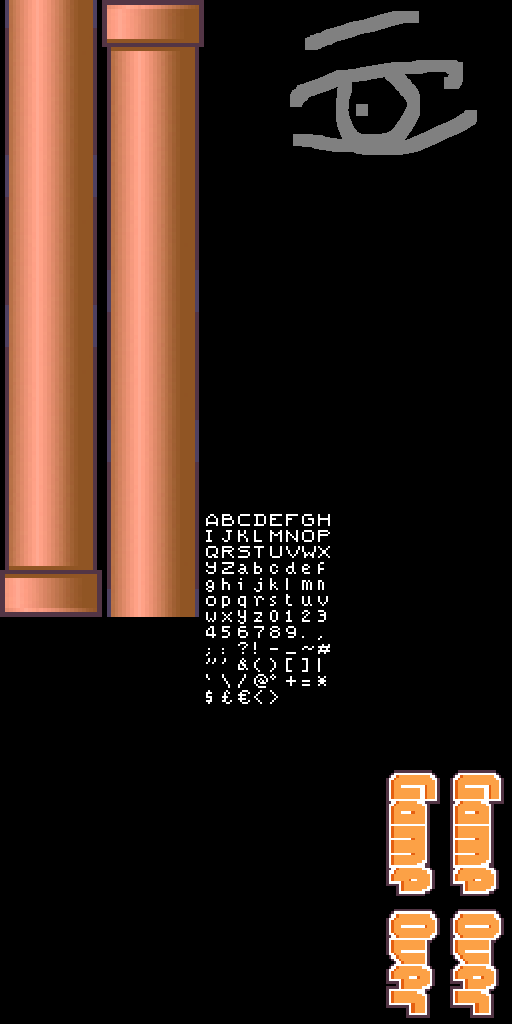 ABCDEFGH
IJKLMNOP
QRSTUVWX
YZabcdef
ghijklmn
opqrstuv
wxyz0123
456789.,
;:?!-_~#
"'&()[]|
`\/@°+=*
$£€<>
Game Game
Over Over